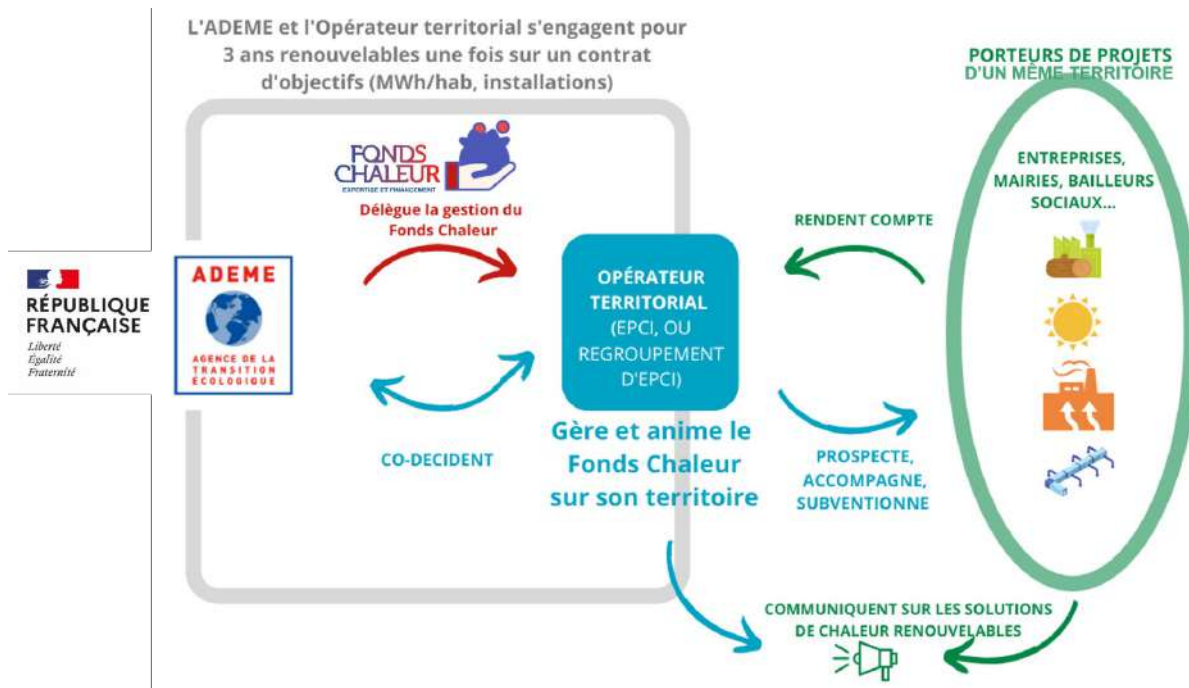 L'ADEME et l'Opérateur territorial s'engagent pour
3 ans renouvelables une fois sur un contrat
d'objectifs (MWh/hab, installations)
PORTEURS DE PROJETS
D'UN MÊME TERRITOIRE
FONDS
CHALEUR
EXPERTISE ET FINANCEMENT
Délègue la gestion du
Fonds Chaleur
ENTREPRISES,
MAIRIES, BAILLEURS
SOCIAUX...
RENDENT COMPTE
RÉPUBLIQUE
FRANÇAISE
Liberté
Égalité
Fraternité
ADEME
AGENCE DE LA
TRANSITION
ÉCOLOGIQUE
OPÉRATEUR
TERRITORIAL
(EPCI, OU
REGROUPEMENT
D'EPCI)
CO-DECIDENT
Gère et anime le
Fonds Chaleur
sur son territoire
PROSPECTE,
ACCOMPAGNE,
SUBVENTIONNE
COMMUNIQUENT SUR LES SOLUTIONS
DE CHALEUR RENOUVELABLES